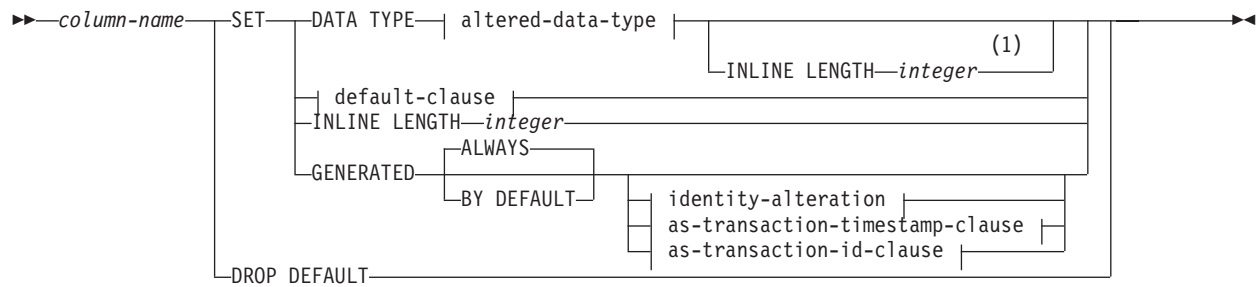 column-name SET DATA TYPE altered-data-type
(1)
INLINE LENGTH integer
default-clause
INLINE LENGTH integer
ALWAYS
GENERATED
BY DEFAULT
identity-alteration
as-transaction-timestamp-clause
as-transaction-id-clause
DROP DEFAULT